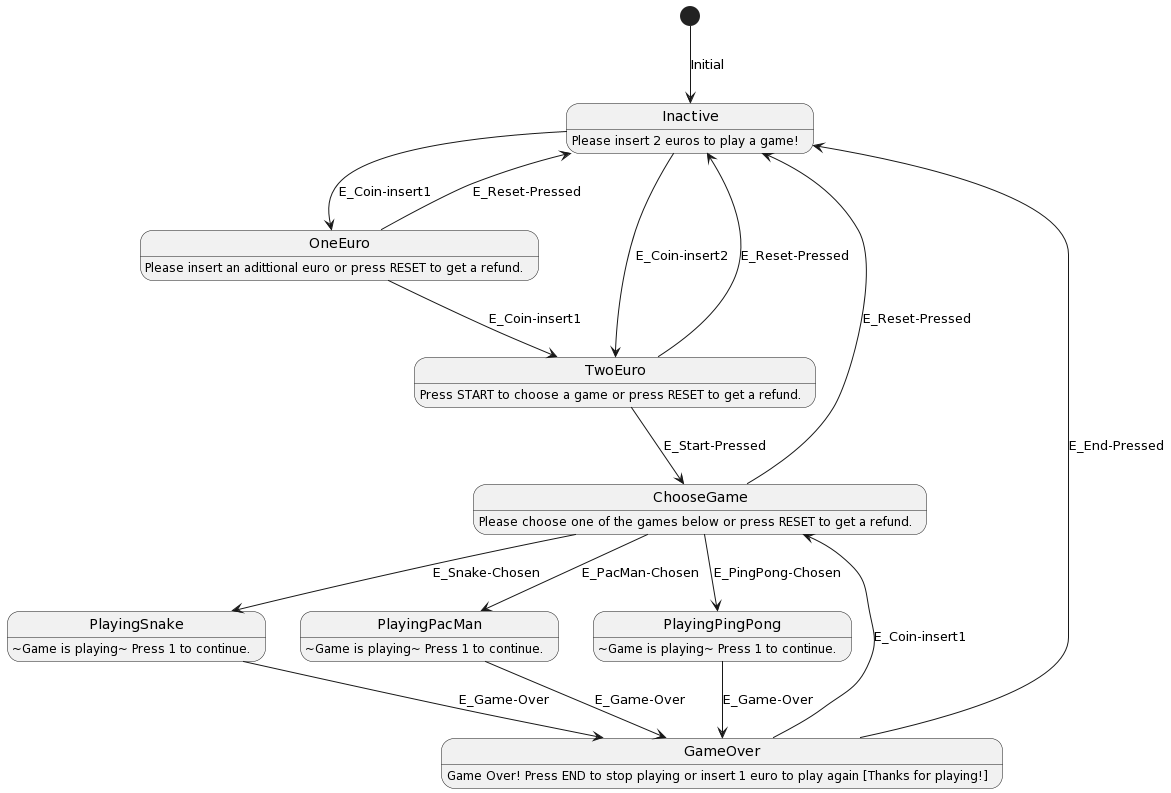 Initial
Inactive
Please insert 2 euros to play a game!
E_Coin-insert1
E_Reset-Pressed
OneEuro
Please insert an adittional euro or press RESET to get a refund.
E_Coin-insert2
E_Reset-Pressed
E_Coin-insert1
E_Reset-Pressed
TwoEuro
Press START to choose a game or press RESET to get a refund.
E_Start-Pressed
E_End-Pressed
ChooseGame
Please choose one of the games below or press RESET to get a refund.
E_Snake-Chosen
E_PacMan-Chosen
E_PingPong-Chosen
PlayingSnake
~Game is playing~ Press 1 to continue.
PlayingPacMan
~Game is playing~ Press 1 to continue.
PlayingPingPong
~Game is playing~ Press 1 to continue.
E_Coin-insert1
E_Game-Over
E_Game-Over
E_Game-Over
GameOver
Game Over! Press END to stop playing or insert 1 euro to play again [Thanks for playing!]